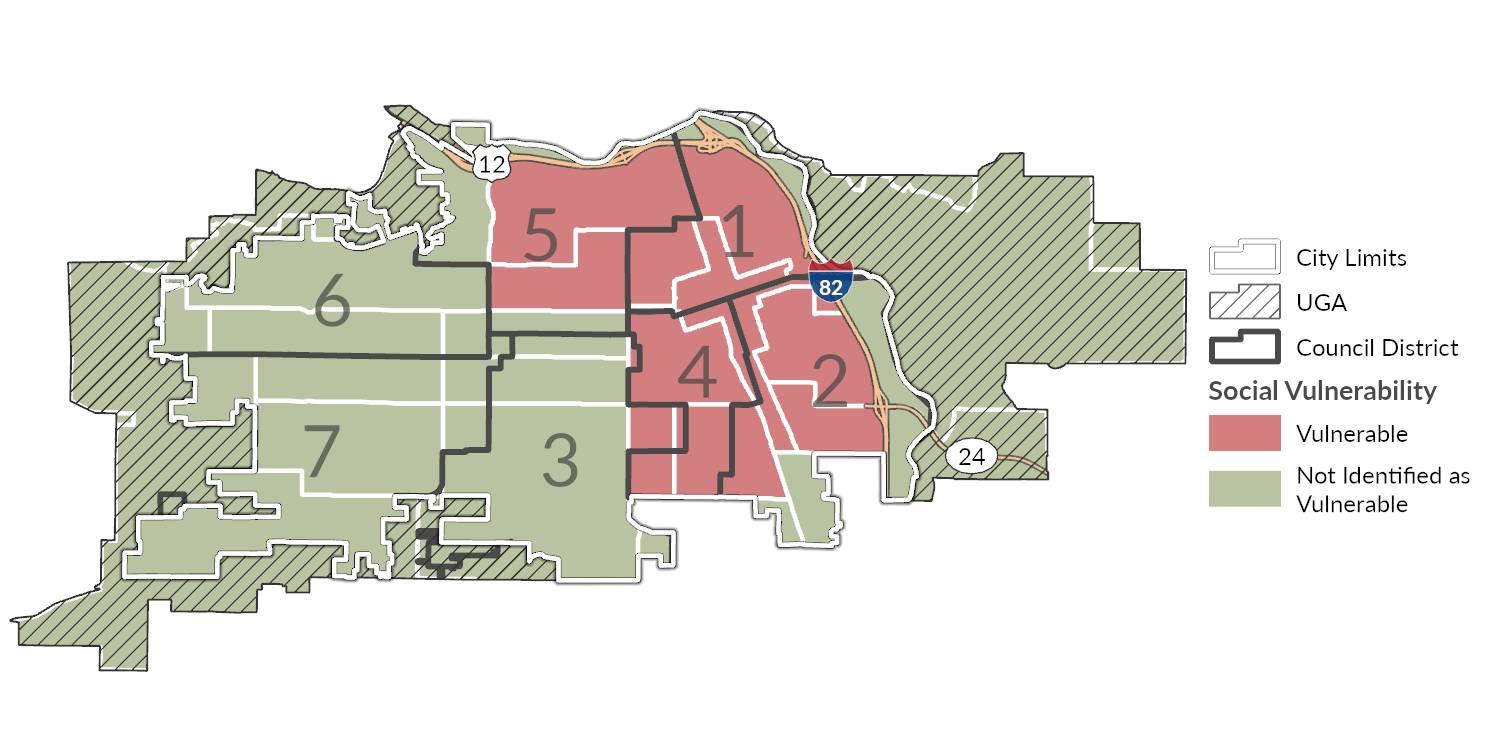 12
5
1
6
82
4
2
7
3
24
City Limits
UGA
Council District
Social Vulnerability
Vulnerable
Not Identified as
Vulnerable